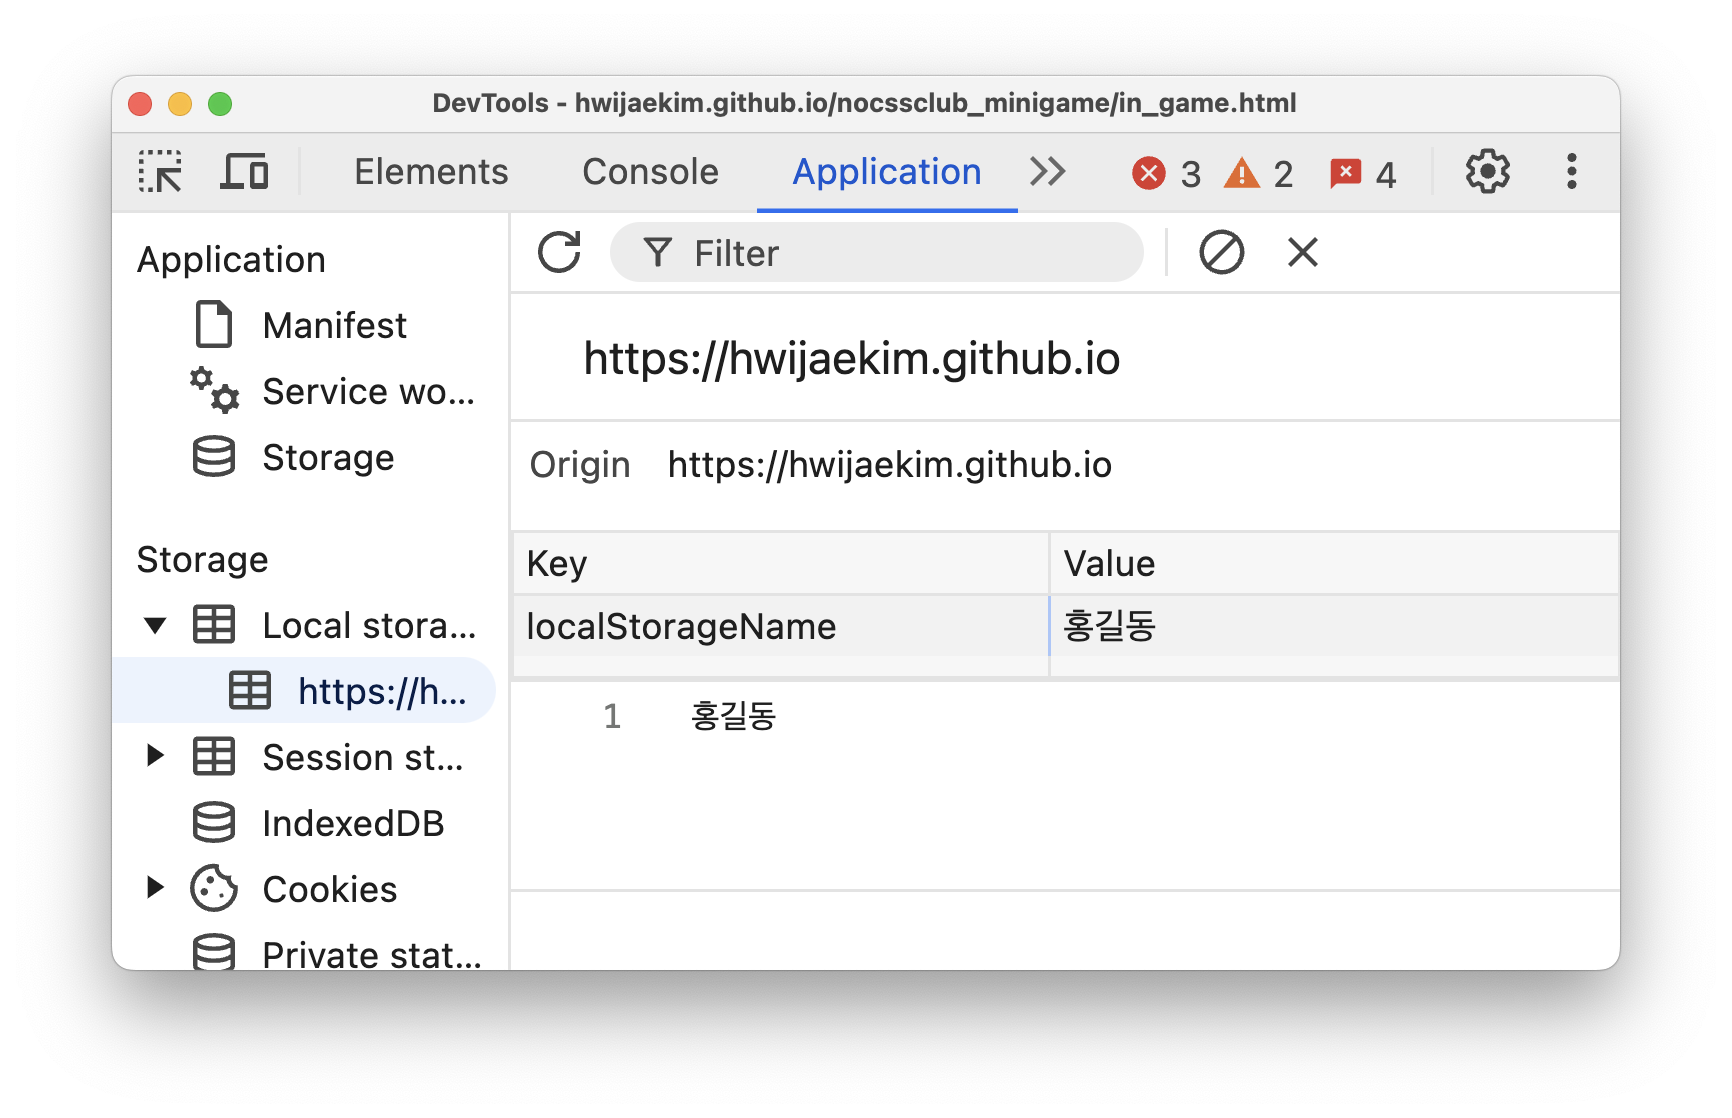 DevTools - hwijaekim.github.io/nocssclub_minigame/in_game.html
Elements Console Application 3 2 4
Application
Manifest
Service wo...
Storage
Storage
Local stora...
https://h...
Session st...
IndexedDB
Cookies
Private stat...
Filter
https://hwijaekim.github.io
Origin https://hwijaekim.github.io
Key Value
localStorageName 홍길동
1 홍길동